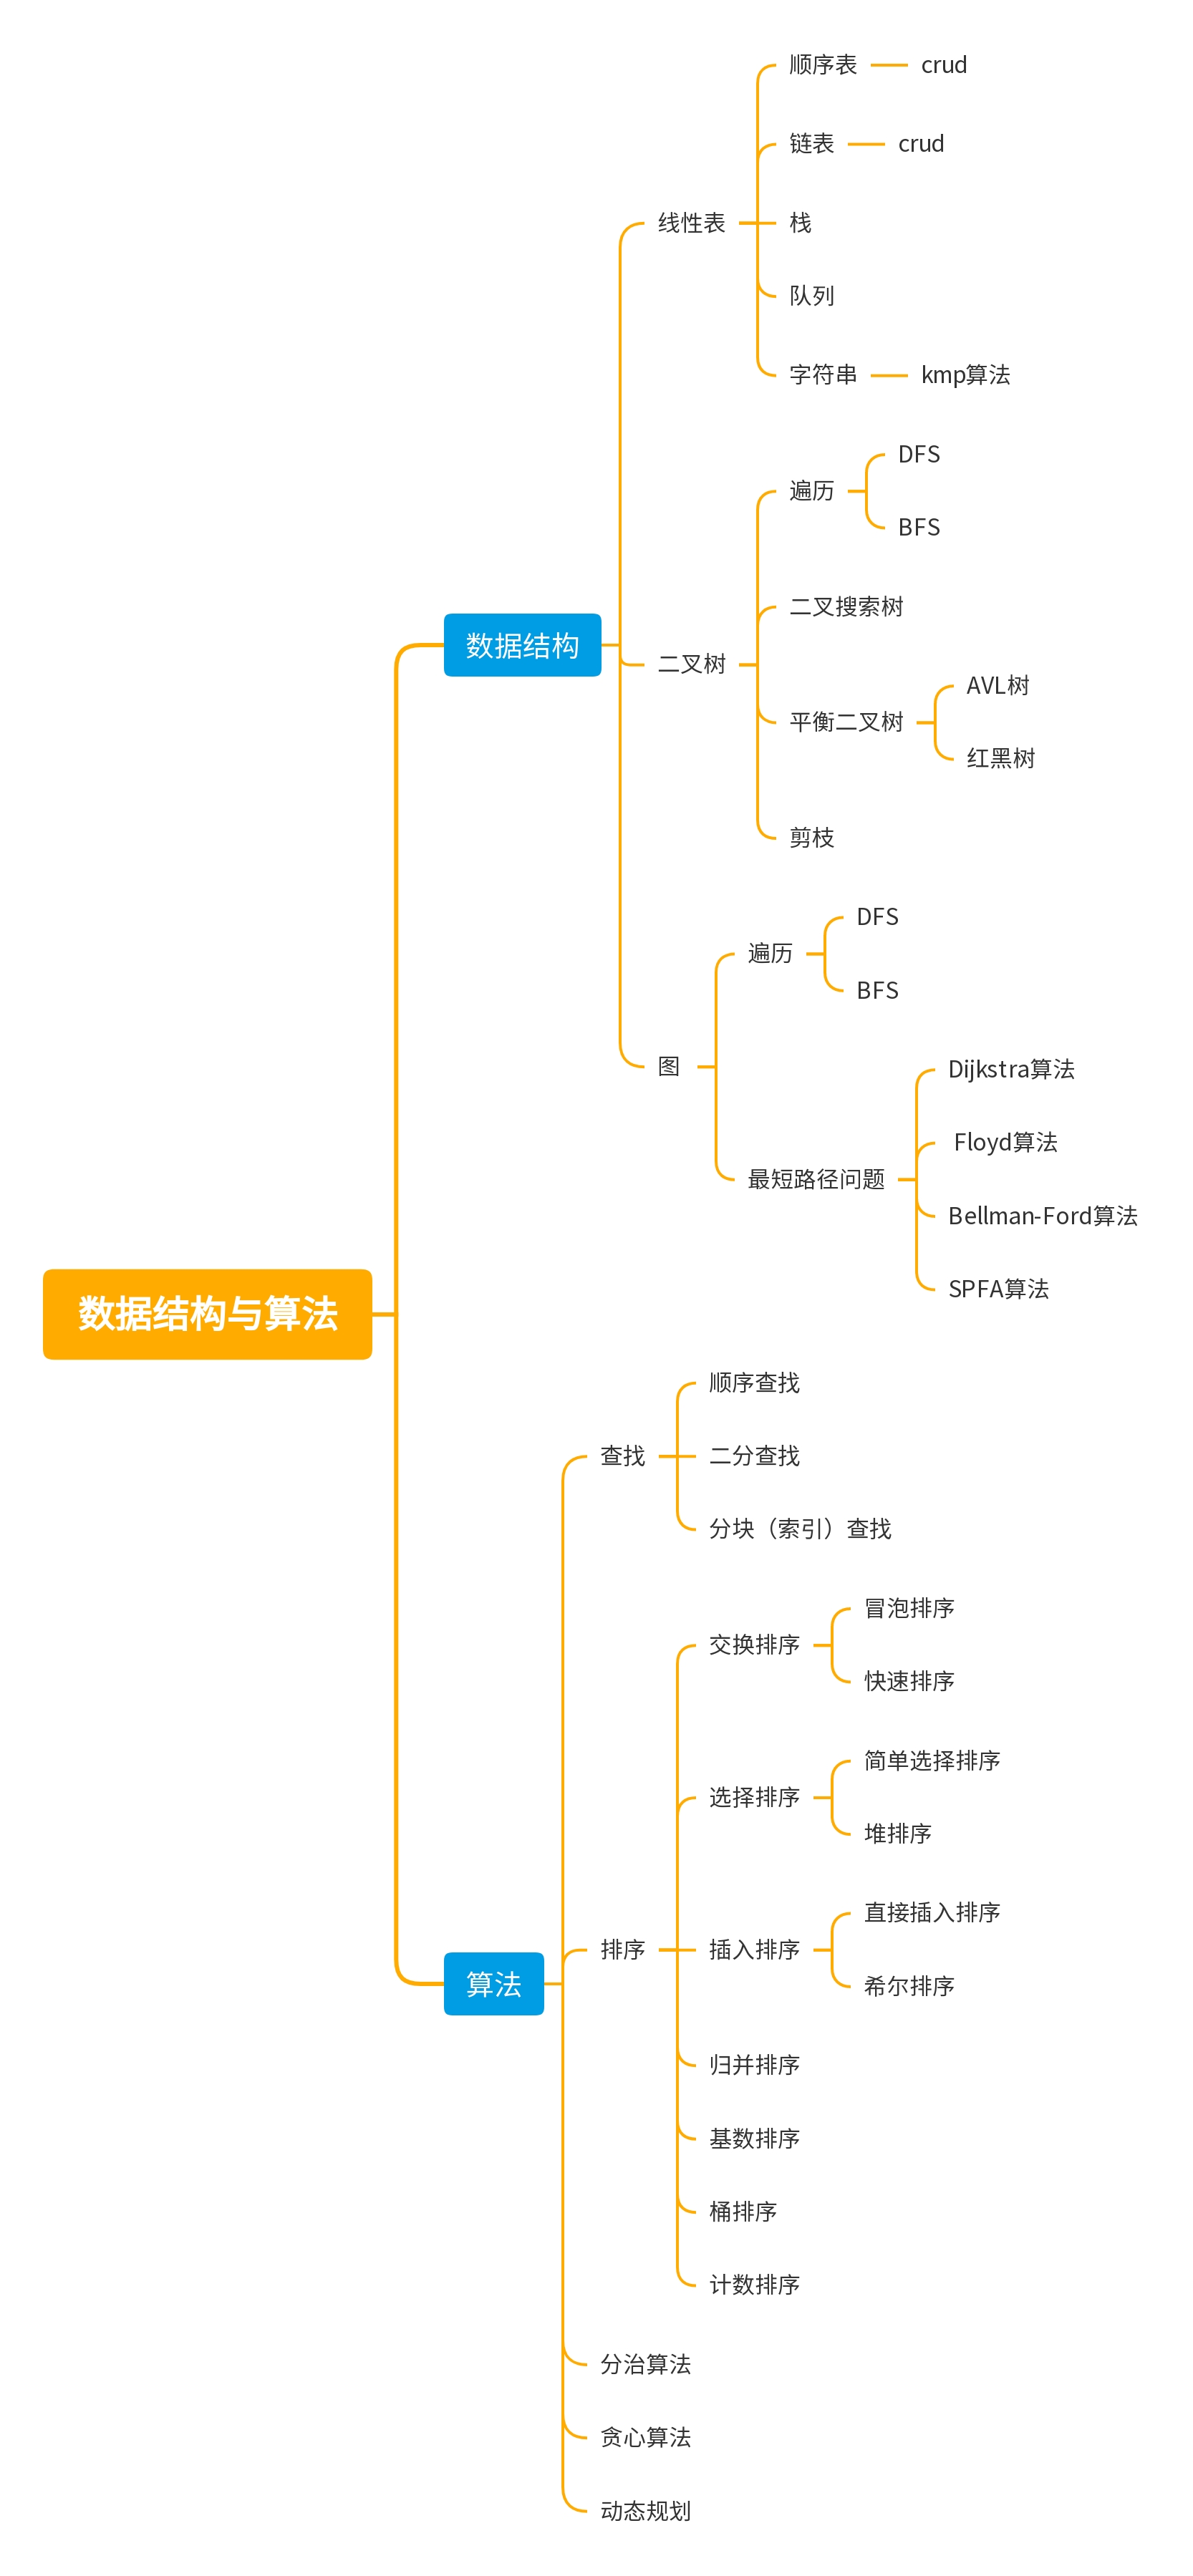 数据结构与算法
数据结构
线性表
顺序表
crud
链表
crud
栈
队列
字符串
kmp算法
二叉树
遍历
DFS
BFS
二叉搜索树
平衡二叉树
AVL树
红黑树
剪枝
图
遍历
DFS
BFS
最短路径问题
Dijkstra算法
Floyd算法
Bellman-Ford算法
SPFA算法
算法
查找
顺序查找
二分查找
分块（索引）查找
排序
交换排序
冒泡排序
快速排序
选择排序
简单选择排序
堆排序
插入排序
直接插入排序
希尔排序
归并排序
基数排序
桶排序
计数排序
分治算法
贪心算法
动态规划